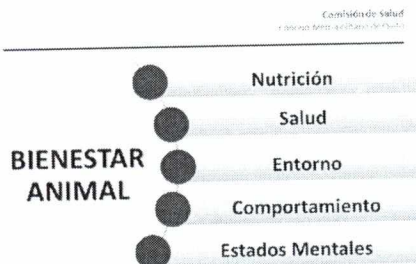 Comisión de Salud
BIENESTAR
ANIMAL
Nutrición
Salud
Entorno
Comportamiento
Estados Mentales